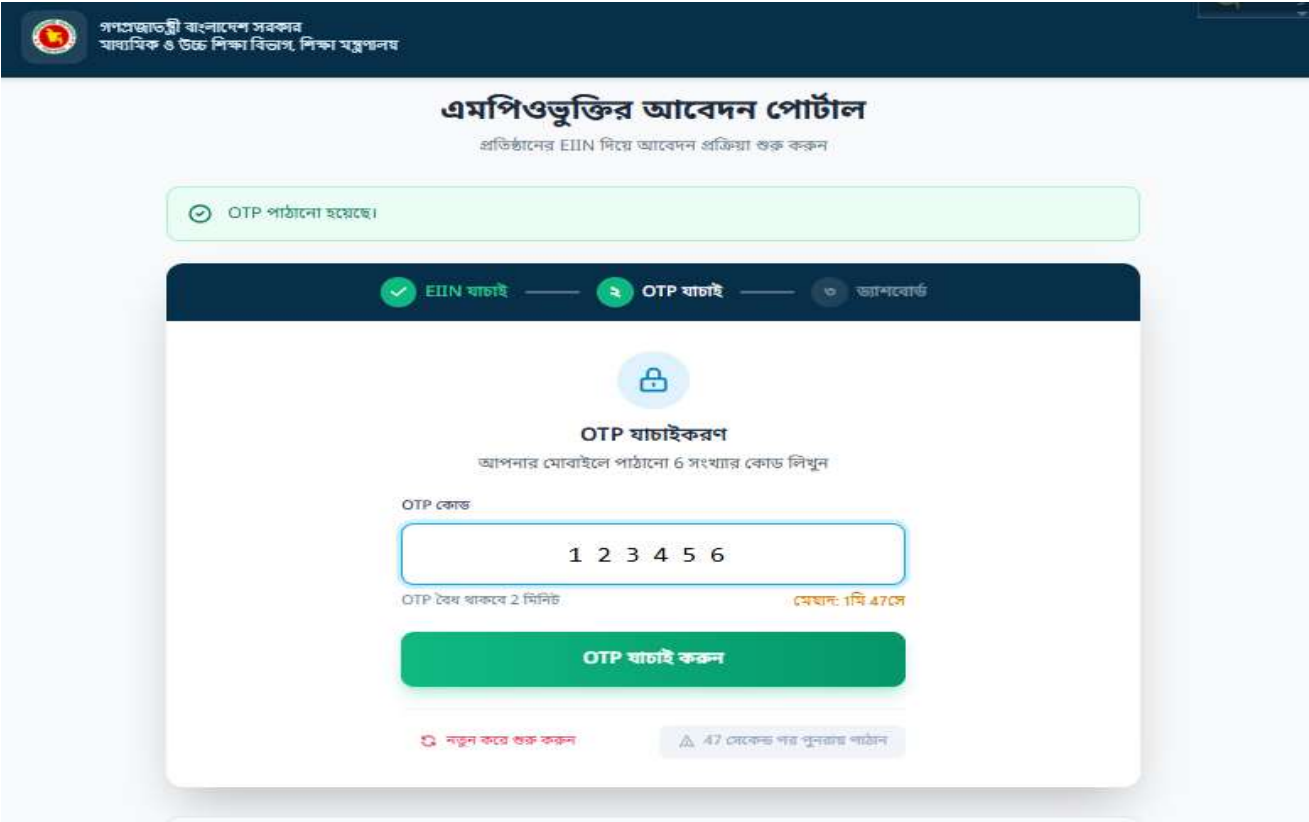 গণপ্রজাতন্ত্রী বাংলাদেশ সরকার
মাধ্যমিক ও উচ্চ শিক্ষা বিভাগ, শিক্ষা মন্ত্রণালয়
এমপিওভুক্তির আবেদন পোর্টাল
প্রতিষ্ঠানের EIIN দিয়ে আবেদন প্রক্রিয়া শুরু করুন
OTP পাঠানো হয়েছে।
EIIN যাচাই ২ OTP যাচাই ৩ ড্যাশবোর্ড
OTP যাচাইকরণ
আপনার মোবাইলে পাঠানো 6 সংখ্যার কোড লিখুন
OTP কোড
1 2 3 4 5 6
OTP বৈধ থাকবে 2 মিনিট মেয়াদ: 1মি 47সে
OTP যাচাই করুন
নতুন করে শুরু করুন 47 সেকেন্ড পর পুনরায় পাঠান